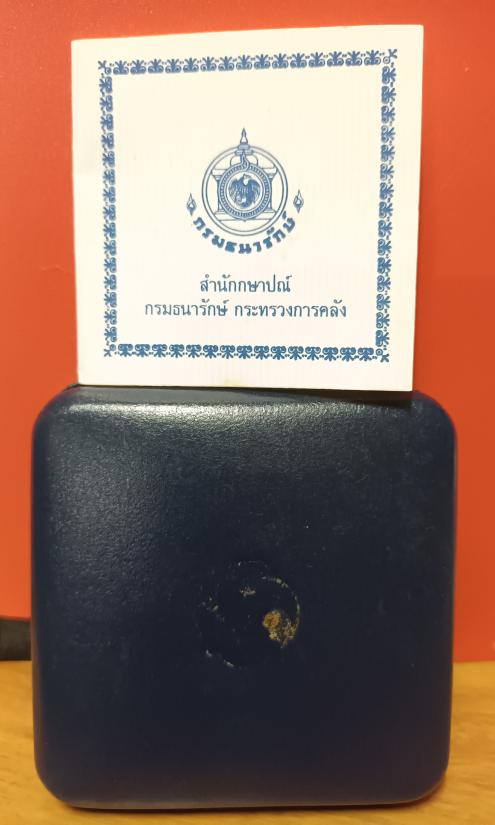 กรมธนารักษ์
สำนักกษาปณ์
กรมธนารักษ์ กระทรวงการคลัง